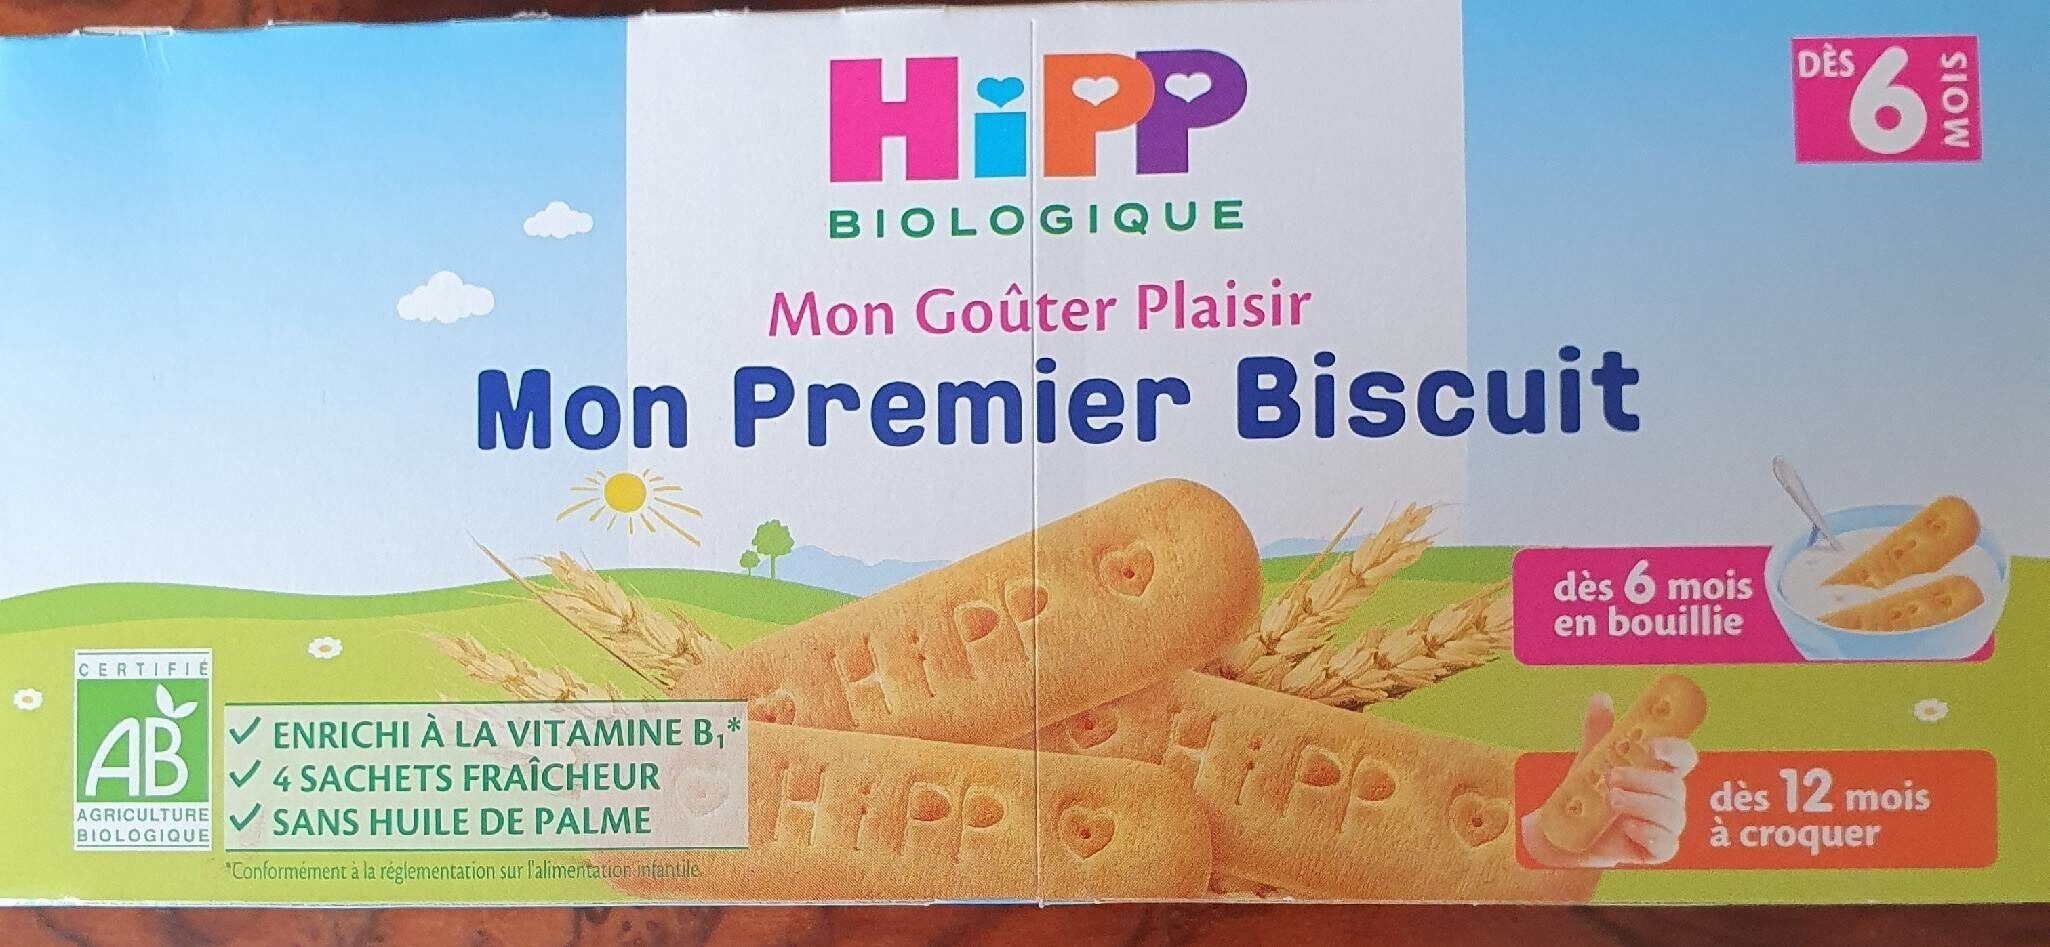 HiPP
BIOLOGIQUE
DÈS 6 MOIS
Mon Goûter Plaisir
Mon Premier Biscuit
HiPP
HiPP
HiPP
dès 6 mois
en bouillie
dès 12 mois
à croquer
CERTIFIÉ
AB
AGRICULTURE
BIOLOGIQUE
✓ ENRICHI À LA VITAMINE B₁*
✓ 4 SACHETS FRAÎCHEUR
✓ SANS HUILE DE PALME
*Conformément à la réglementation sur l'alimentation infantile.